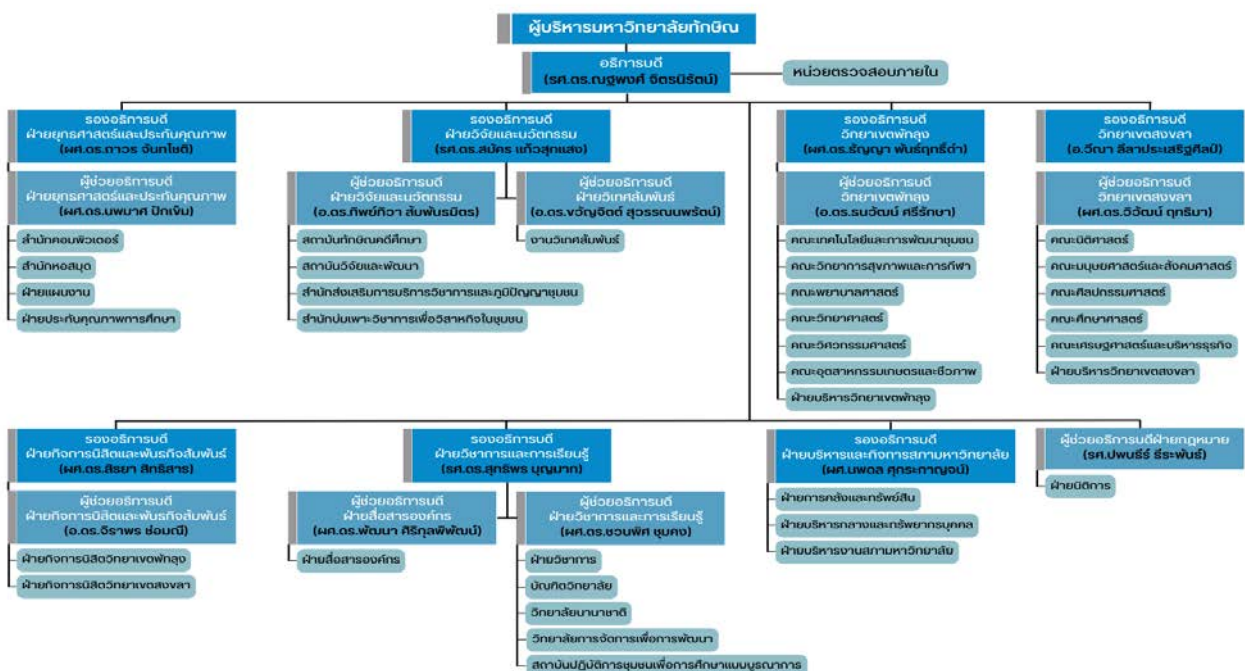 ผู้บริหารมหาวิทยาลัยทักษิณ
อธิการบดี
(รศ.ดร.ณฐพงศ์ จิตรนิรัตน์)
หน่วยตรวจสอบภายใน
รองอธิการบดี
ฝ่ายยุทธศาสตร์และประกันคุณภาพ
(ผศ.ดร.ถาวร จันทโชติ)
ผู้ช่วยอธิการบดี
ฝ่ายยุทธศาสตร์และประกันคุณภาพ
(ผศ.ดร.นพมาศ ปักเข็ม)
สำนักคอมพิวเตอร์
สำนักหอสมุด
ฝ่ายแผนงาน
ฝ่ายประกันคุณภาพการศึกษา
รองอธิการบดี
ฝ่ายวิจัยและนวัตกรรม
(รศ.ดร.สมัคร แก้วสุกแสง)
ผู้ช่วยอธิการบดี
ฝ่ายวิจัยและนวัตกรรม
(อ.ดร.ทิพย์ทิวา สัมพันธมิตร)
สถาบันทักษิณคดีศึกษา
สถาบันวิจัยและพัฒนา
สำนักส่งเสริมการบริการวิชาการและภูมิปัญญาชุมชน
สำนักบ่มเพาะวิชาการเพื่อวิสาหกิจในชุมชน
ผู้ช่วยอธิการบดี
ฝ่ายวิเทศสัมพันธ์
(อ.ดร.ขวัญจิตต์ สุวรรณนพรัตน์)
งานวิเทศสัมพันธ์
รองอธิการบดี
วิทยาเขตพัทลุง
(ผศ.ดร.ธัญญา พันธ์ฤทธิ์ดำ)
ผู้ช่วยอธิการบดี
วิทยาเขตพัทลุง
(อ.ดร.ธนวัฒน์ ศรีรักษา)
คณะเทคโนโลยีและการพัฒนาชุมชน
คณะวิทยาการสุขภาพและการกีฬา
คณะพยาบาลศาสตร์
คณะวิทยาศาสตร์
คณะวิศวกรรมศาสตร์
คณะอุตสาหกรรมเกษตรและชีวภาพ
ฝ่ายบริหารวิทยาเขตพัทลุง
รองอธิการบดี
วิทยาเขตสงขลา
(อ.วีณา ลีลาประเสริฐศิลป์)
ผู้ช่วยอธิการบดี
วิทยาเขตสงขลา
(ผศ.ดร.วิวัฒน์ ฤทธิมา)
คณะนิติศาสตร์
คณะมนุษยศาสตร์และสังคมศาสตร์
คณะศิลปกรรมศาสตร์
คณะศึกษาศาสตร์
คณะเศรษฐศาสตร์และบริหารธุรกิจ
ฝ่ายบริหารวิทยาเขตสงขลา
รองอธิการบดี
ฝ่ายกิจการนิสิตและพันธกิจสัมพันธ์
(ผศ.ดร.สิรยา สิทธิสาร)
ผู้ช่วยอธิการบดี
ฝ่ายกิจการนิสิตและพันธกิจสัมพันธ์
(อ.ดร.จิราพร ช่อมณี)
ฝ่ายกิจการนิสิตวิทยาเขตพัทลุง
ฝ่ายกิจการนิสิตวิทยาเขตสงขลา
รองอธิการบดี
ฝ่ายวิชาการและการเรียนรู้
(รศ.ดร.สุทธิพร บุญมาก)
ผู้ช่วยอธิการบดี
ฝ่ายสื่อสารองค์กร
(ผศ.ดร.พัฒนา ศิริกุลพิพัฒน์)
ฝ่ายสื่อสารองค์กร
ผู้ช่วยอธิการบดี
ฝ่ายวิชาการและการเรียนรู้
(ผศ.ดร.ชวนพิศ ชุมคง)
ฝ่ายวิชาการ
บัณฑิตวิทยาลัย
วิทยาลัยนานาชาติ
วิทยาลัยการจัดการเพื่อการพัฒนา
สถาบันปฏิบัติการชุมชนเพื่อการศึกษาแบบบูรณาการ
รองอธิการบดี
ฝ่ายบริหารและกิจการสภามหาวิทยาลัย
(ผศ.นพดล ศุกระกาญจน์)
ฝ่ายการคลังและทรัพย์สิน
ฝ่ายบริหารกลางและทรัพยากรบุคคล
ฝ่ายบริหารงานสภามหาวิทยาลัย
ผู้ช่วยอธิการบดีฝ่ายกฎหมาย
(รศ.ปพนธีร์ ธีระพันธ์)
ฝ่ายนิติการ